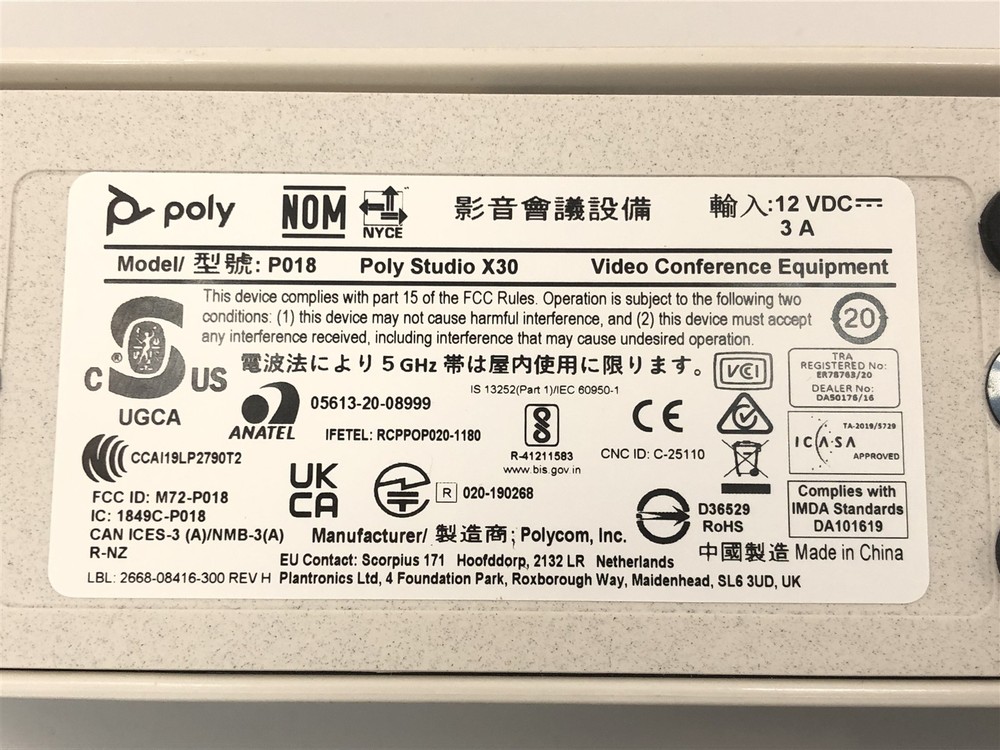 poly
NOM
NYCE
影音會議設備
輸入:12 VDC⎓
3 A
Model/ 型號: P018 Poly Studio X30 Video Conference Equipment
This device complies with part 15 of the FCC Rules. Operation is subject to the following two
conditions: (1) this device may not cause harmful interference, and (2) this device must accept
any interference received, including interference that may cause undesired operation.
20
電波法により5GHz 帯は屋内使用に限ります。
VCCI
TRA
REGISTERED No:
ER78763/20
DEALER No:
DA50176/16
C US
®
UGCA
ANATEL
05613-20-08999
IS 13252(Part 1)/IEC 60950-1
IFETEL: RCPPOP020-1180
R-41211583
www.bis.gov.in
CE
CNC ID: C-25110
TA-2019/5729
ICASA
APPROVED
CCAI19LP2790T2
UK
CA
R 020-190268
FCC ID: M72-P018
IC: 1849C-P018
CAN ICES-3 (A)/NMB-3(A)
R-NZ
D36529
RoHS
Complies with
IMDA Standards
DA101619
Manufacturer/ 製造商; Polycom, Inc.
中國製造 Made in China
EU Contact: Scorpius 171 Hoofddorp, 2132 LR Netherlands
LBL: 2668-08416-300 REV H Plantronics Ltd, 4 Foundation Park, Roxborough Way, Maidenhead, SL6 3UD, UK